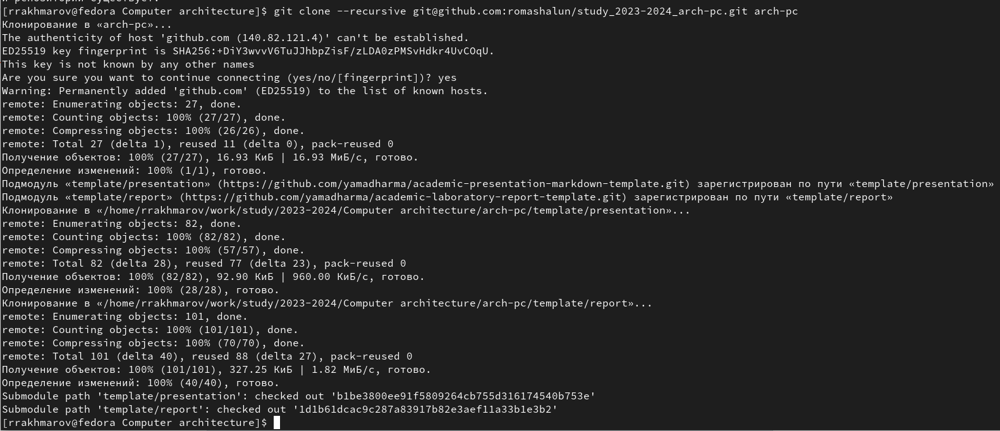 и репозиторий существует.
[rrakhmarov@fedora Computer architecture]$ git clone --recursive git@github.com:romashalun/study_2023-2024_arch-pc.git arch-pc
Клонирование в «arch-pc»...
The authenticity of host 'github.com (140.82.121.4)' can't be established.
ED25519 key fingerprint is SHA256:+DiY3wvvV6TuJJhbpZisF/zLDA0zPMSvHdkr4UvCOqU.
This key is not known by any other names
Are you sure you want to continue connecting (yes/no/[fingerprint])? yes
Warning: Permanently added 'github.com' (ED25519) to the list of known hosts.
remote: Enumerating objects: 27, done.
remote: Counting objects: 100% (27/27), done.
remote: Compressing objects: 100% (26/26), done.
remote: Total 27 (delta 1), reused 11 (delta 0), pack-reused 0
Получение объектов: 100% (27/27), 16.93 КиБ | 16.93 МиБ/с, готово.
Определение изменений: 100% (1/1), готово.
Подмодуль «template/presentation» (https://github.com/yamadharma/academic-presentation-markdown-template.git) зарегистрирован по пути «template/presentation»
Подмодуль «template/report» (https://github.com/yamadharma/academic-laboratory-report-template.git) зарегистрирован по пути «template/report»
Клонирование в «/home/rrakhmarov/work/study/2023-2024/Computer architecture/arch-pc/template/presentation»...
remote: Enumerating objects: 82, done.
remote: Counting objects: 100% (82/82), done.
remote: Compressing objects: 100% (57/57), done.
remote: Total 82 (delta 28), reused 77 (delta 23), pack-reused 0
Получение объектов: 100% (82/82), 92.90 КиБ | 960.00 КиБ/с, готово.
Определение изменений: 100% (28/28), готово.
Клонирование в «/home/rrakhmarov/work/study/2023-2024/Computer architecture/arch-pc/template/report»...
remote: Enumerating objects: 101, done.
remote: Counting objects: 100% (101/101), done.
remote: Compressing objects: 100% (70/70), done.
remote: Total 101 (delta 40), reused 88 (delta 27), pack-reused 0
Получение объектов: 100% (101/101), 327.25 КиБ | 1.82 МиБ/с, готово.
Определение изменений: 100% (40/40), готово.
Submodule path 'template/presentation': checked out 'b1be3800ee91f5809264cb755d316174540b753e'
Submodule path 'template/report': checked out '1d1b61dcac9c287a83917b82e3aef11a33b1e3b2'
[rrakhmarov@fedora Computer architecture]$